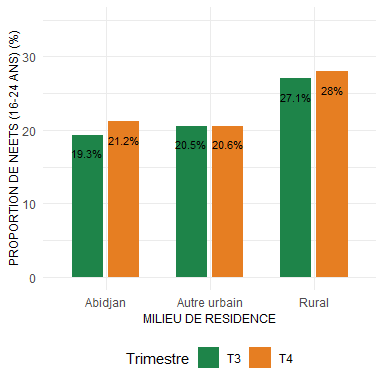 PROPORTION DE NEETS (16-24 ANS) (%)
30
20
10
0
19.3%
21.2%
20.5%
20.6%
27.1%
28%
Abidjan
Autre urbain
Rural
MILIEU DE RESIDENCE
Trimestre
T3
T4